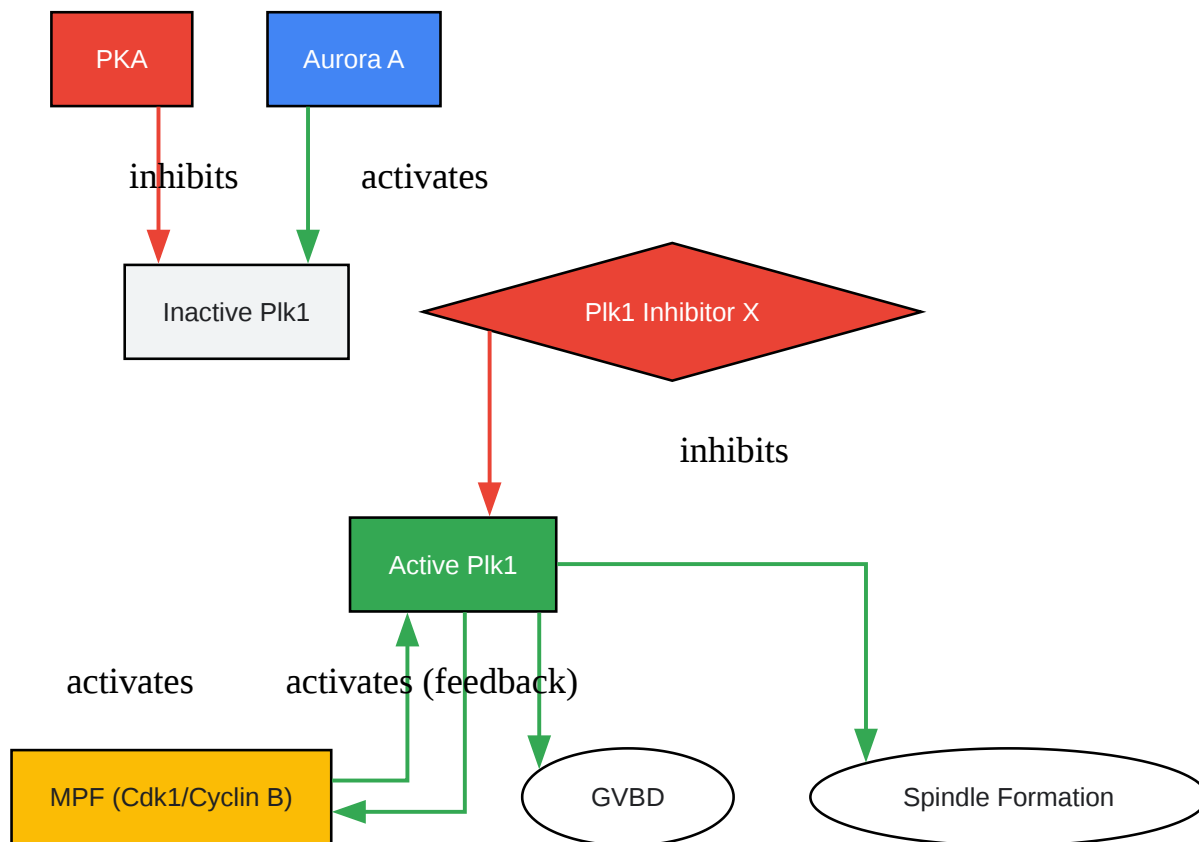 PKA
Aurora A
inhibits
activates
Inactive Plk1
Plk1 Inhibitor X
inhibits
Active Plk1
activates
activates (feedback)
MPF (Cdk1/Cyclin B)
GVBD
Spindle Formation